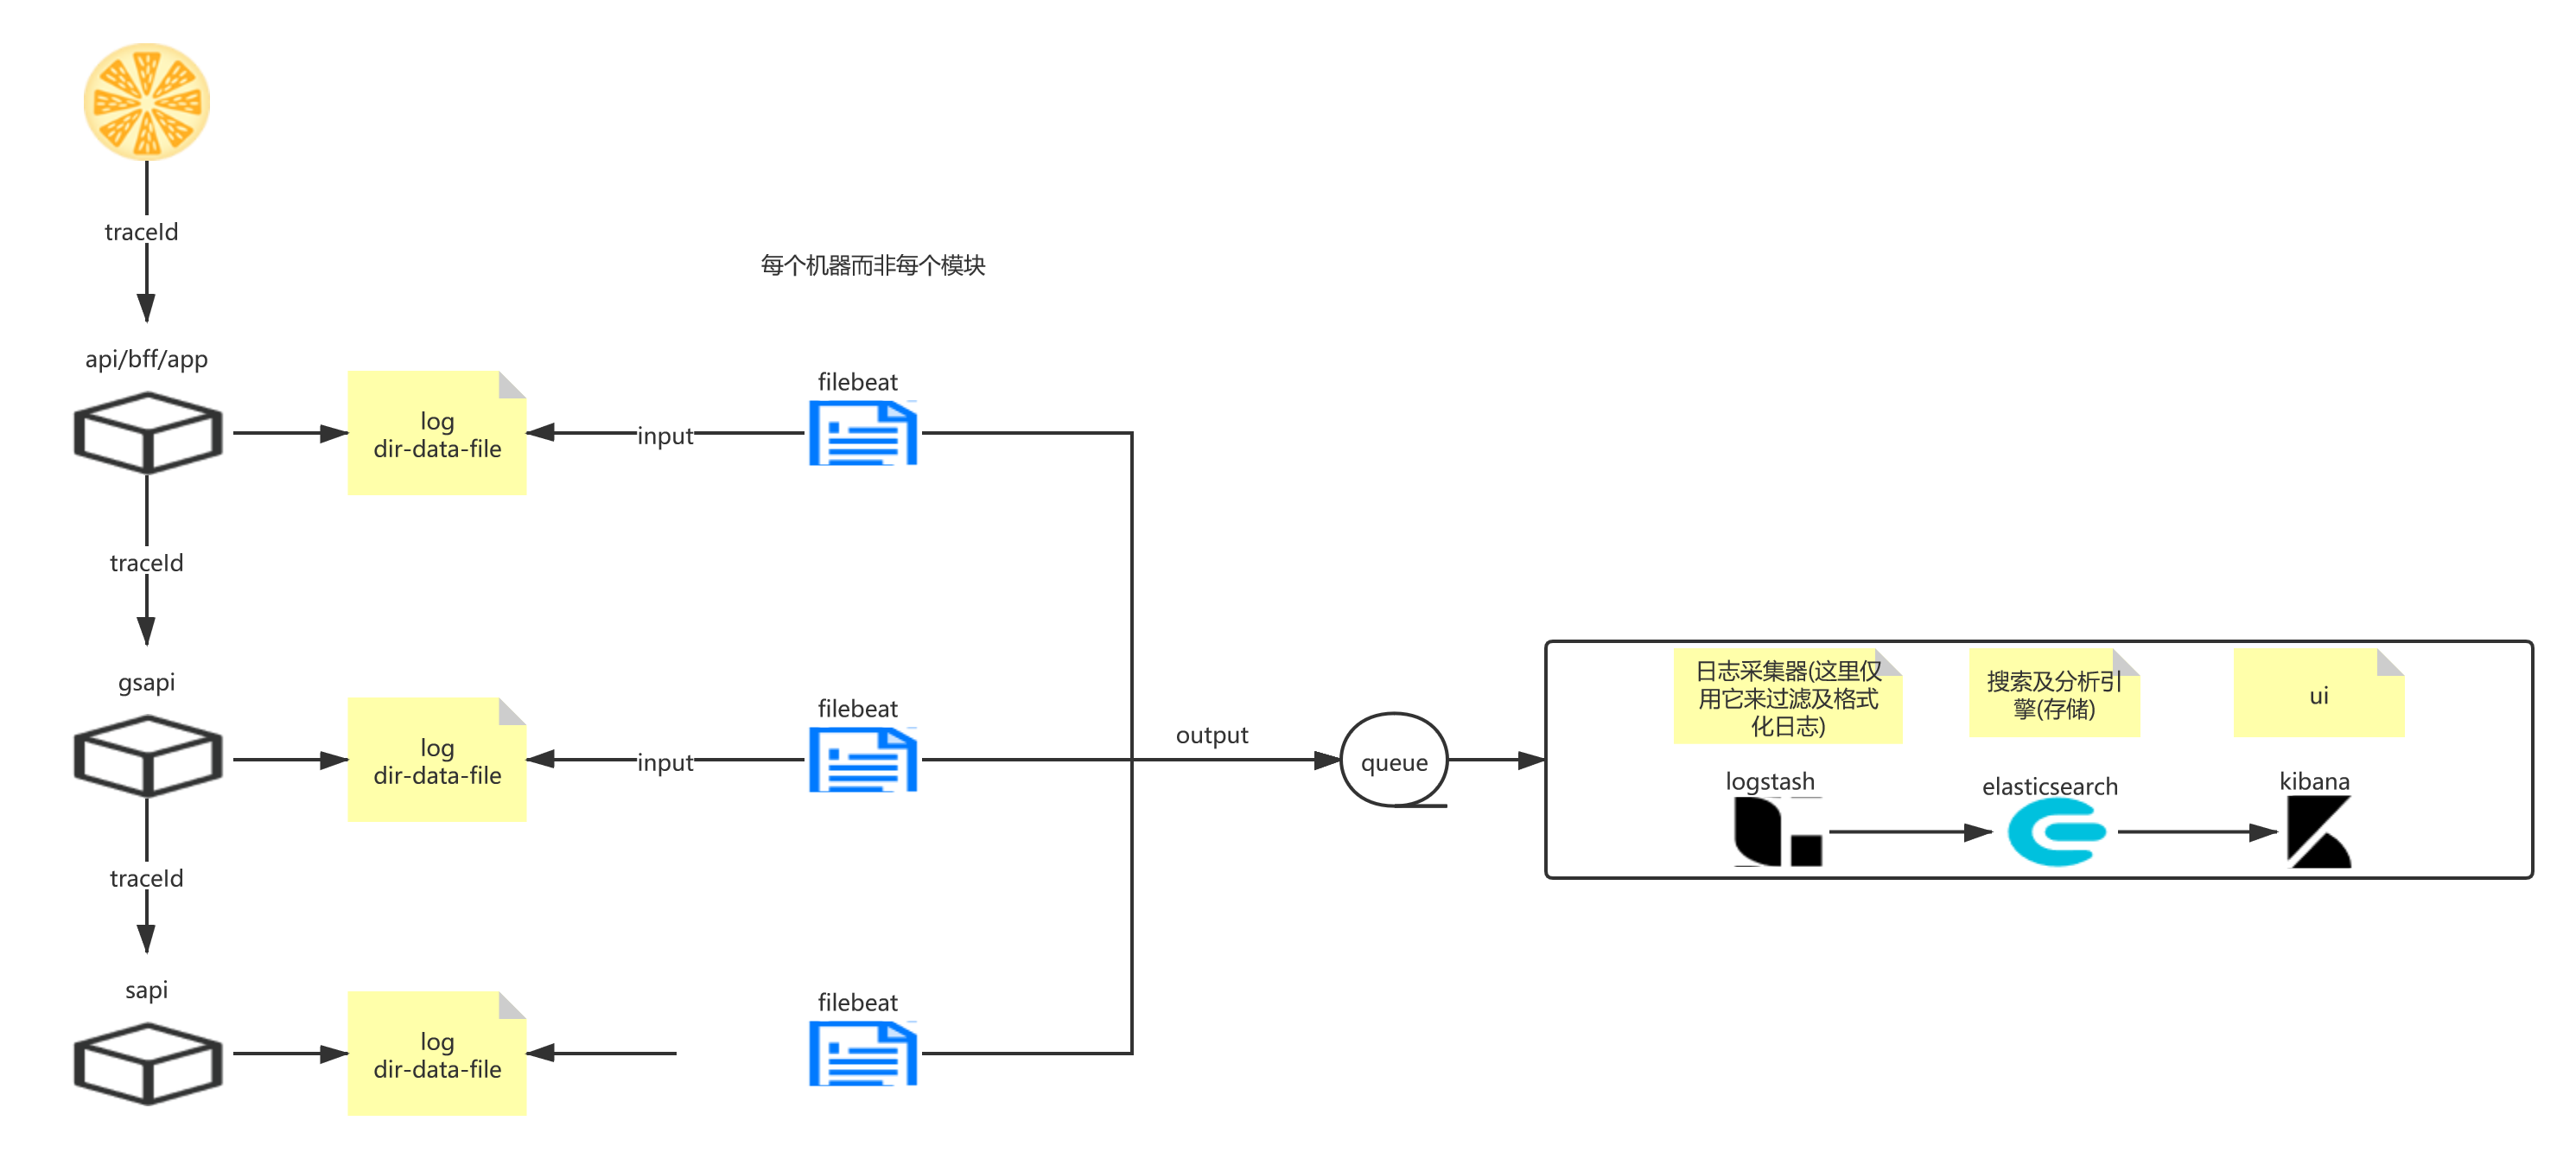 traceId
每个机器而非每个模块
api/bff/app
log
dir-data-file
input
filebeat
traceId
gsapi
log
dir-data-file
input
filebeat
output
queue
日志采集器(这里仅
用它来过滤及格式
化日志)
搜索及分析引
擎(存储)
ui
logstash
elasticsearch
kibana
traceId
sapi
log
dir-data-file
filebeat